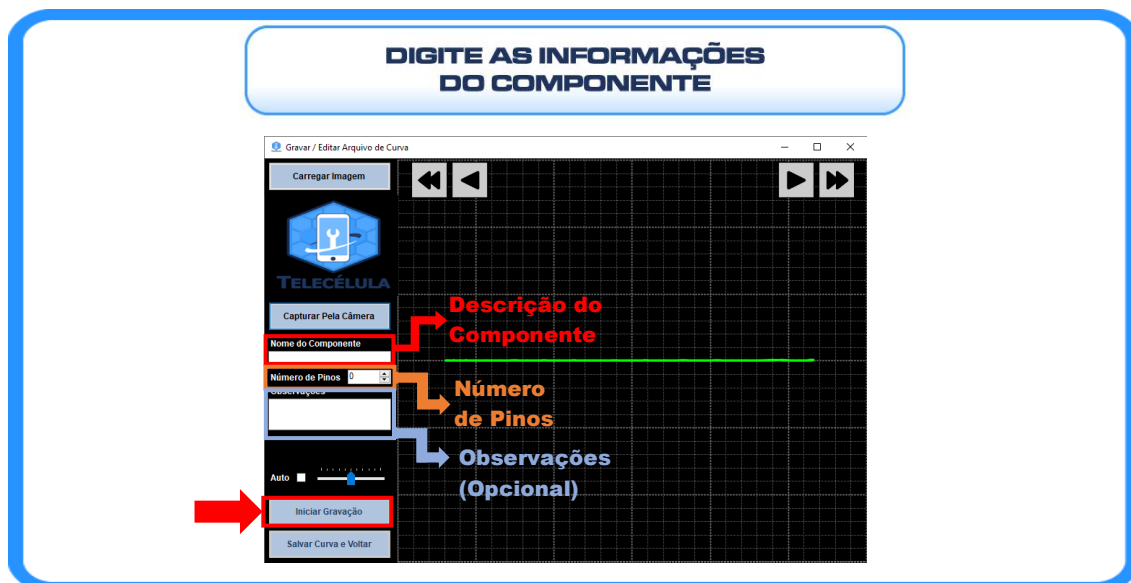 DIGITE AS INFORMAÇÕES
DO COMPONENTE
Gravar / Editar Arquivo de Curva
Carregar Imagem
TELECÉLULA
Capturar Pela Câmera
Descrição do
Componente
Nome do Componente
Número de Pinos 0
Número
de Pinos
Observações
Observações
(Opcional)
Auto
Iniciar Gravação
Salvar Curva e Voltar